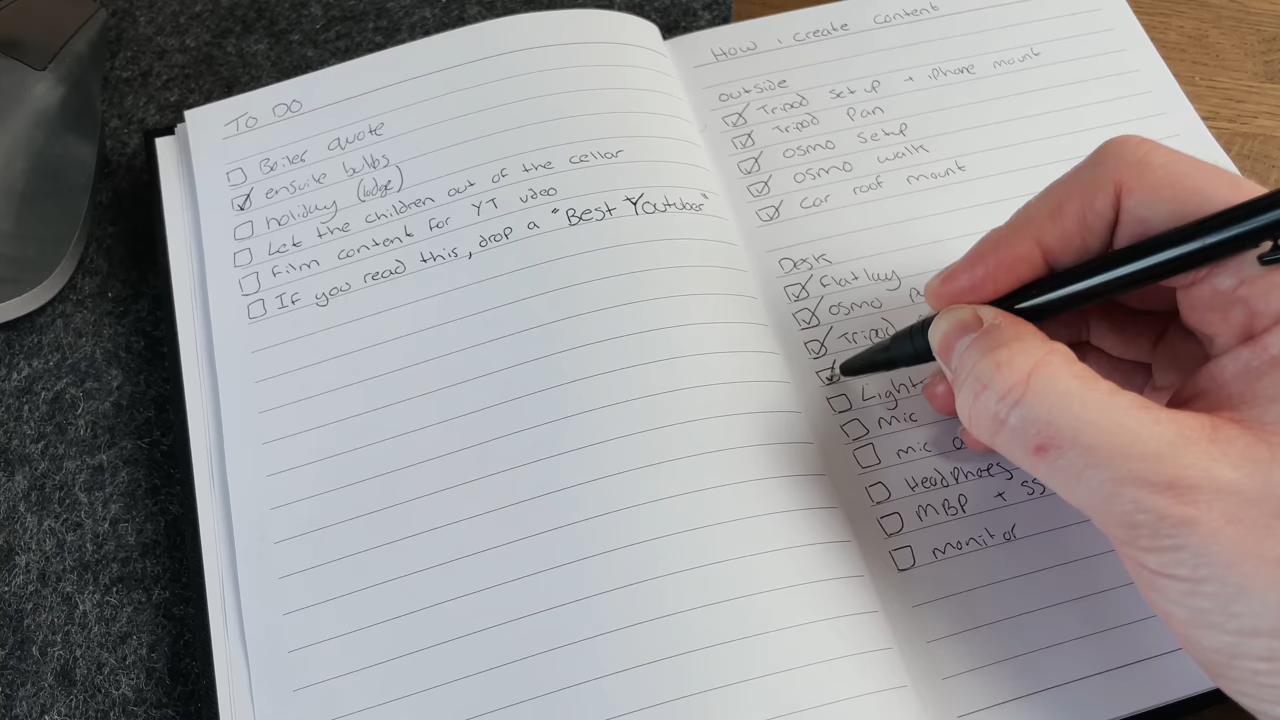 TO DO
Boiler quote
ensuite bulbs
holiday (lodge)
Let the children out of the cellar
Film content for YT video
If you read this, drop a "Best Youtuber"
How i create content
outside
Tripod set up + iphone mount
Tripod pan
osmo setup
osmo walk
car roof mount
Desk
flatlay
osmo
Tripod
Light
mic
mic
Headphones
MBP + SS
monitor